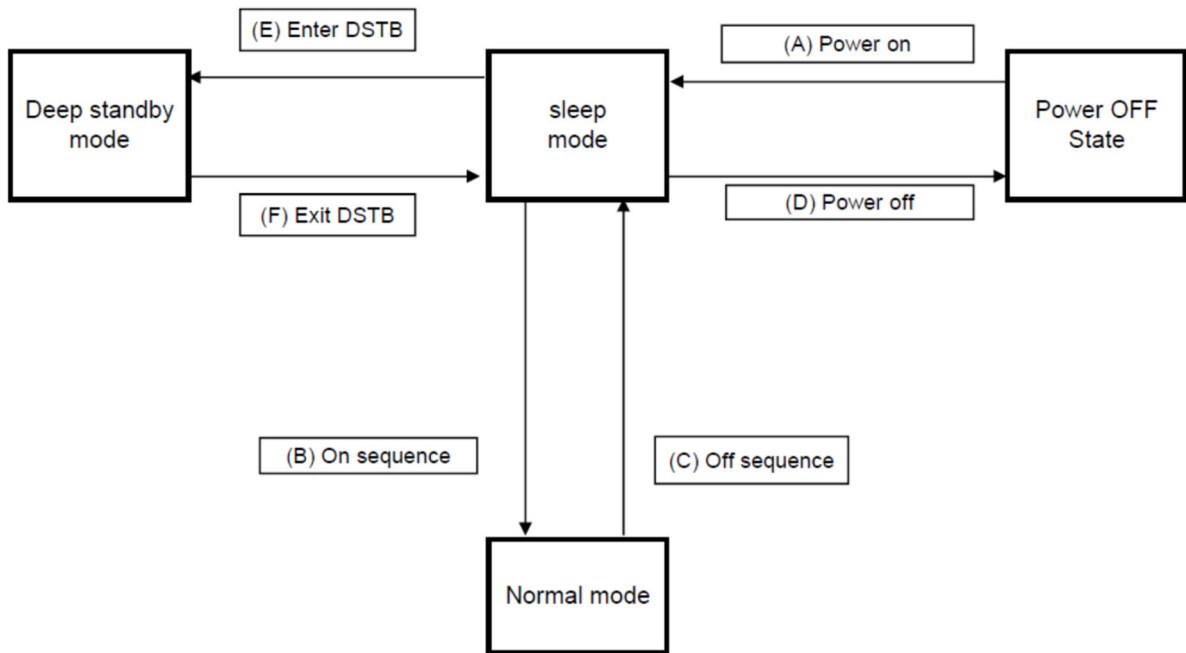 (E) Enter DSTB
(A) Power on
Deep standby
mode
sleep
mode
Power OFF
State
(F) Exit DSTB
(D) Power off
(B) On sequence
(C) Off sequence
Normal mode